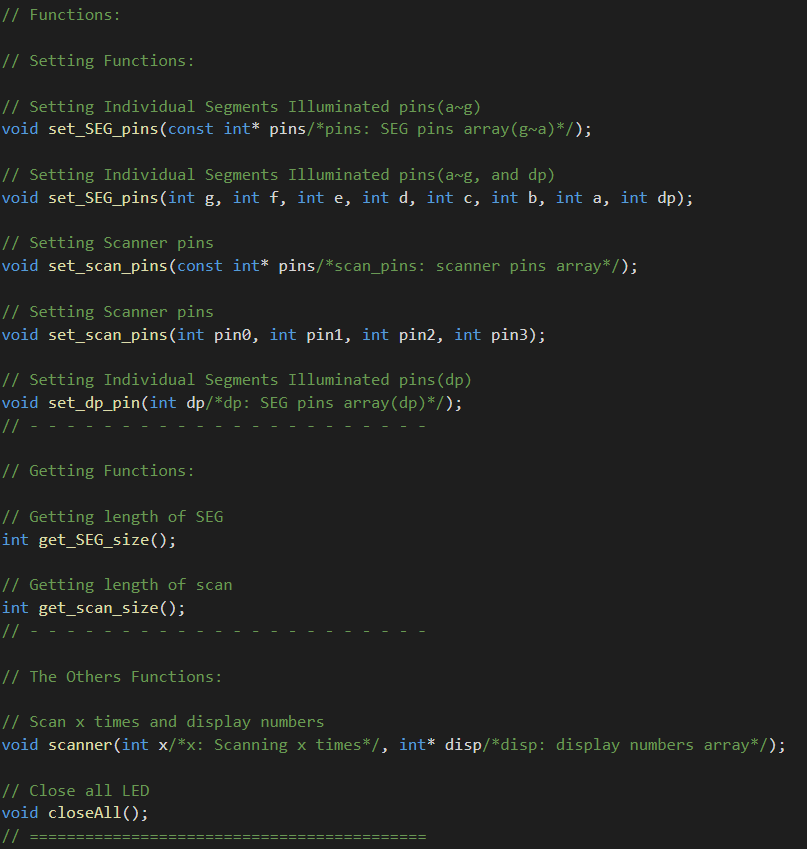 // Functions:
// Setting Functions:
// Setting Individual Segments Illuminated pins(a~g)
void set_SEG_pins(const int* pins/*pins: SEG pins array(g~a)*/);
// Setting Individual Segments Illuminated pins(a~g, and dp)
void set_SEG_pins(int g, int f, int e, int d, int c, int b, int a, int dp);
// Setting Scanner pins
void set_scan_pins(const int* pins/*scan_pins: scanner pins array*/);
// Setting Scanner pins
void set_scan_pins(int pin0, int pin1, int pin2, int pin3);
// Setting Individual Segments Illuminated pins(dp)
void set_dp_pin(int dp/*dp: SEG pins array(dp)*/);
// - - - - - - - - - - - - - - - - - - - - - -
// Getting Functions:
// Getting length of SEG
int get_SEG_size();
// Getting length of scan
int get_scan_size();
// - - - - - - - - - - - - - - - - - - - - - -
// The Others Functions:
// Scan x times and display numbers
void scanner(int x/*x: Scanning x times*/, int* disp/*disp: display numbers array*/);
// Close all LED
void closeAll();
// ===========================================